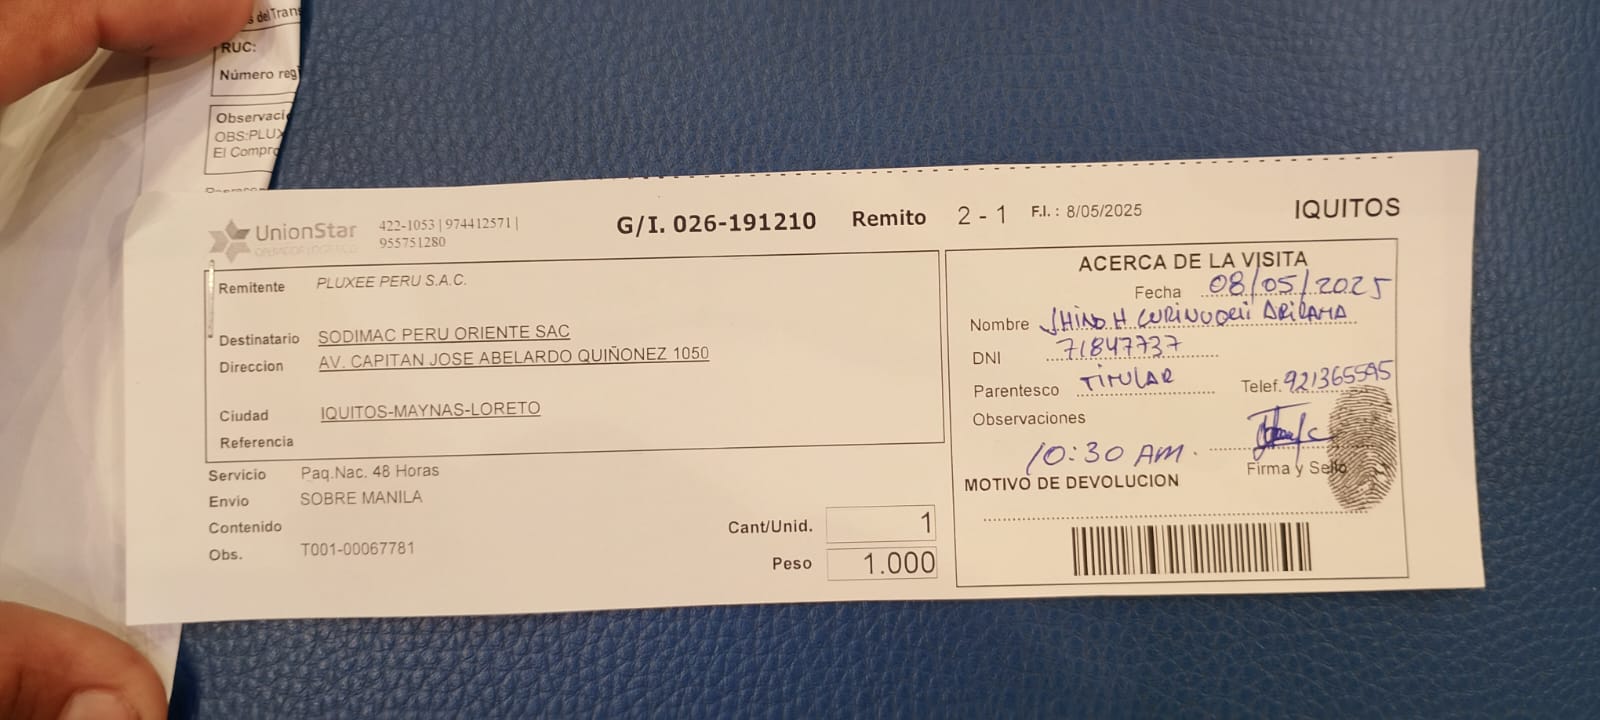 s del Trans
RUC:
Número reg
Observaci
OBS:PLUX
El Compro
UnionStar
422-1053 | 974412571 |
955751280
G/I. 026-191210 Remito 2 - 1 F.I. : 8/05/2025 IQUITOS
Remitente PLUXEE PERU S.A.C.
Destinatario SODIMAC PERU ORIENTE SAC
Direccion AV. CAPITAN JOSE ABELARDO QUIÑONEZ 1050
Ciudad IQUITOS-MAYNAS-LORETO
Referencia
Servicio Paq.Nac. 48 Horas
Envio SOBRE MANILA
Contenido
Obs. T001-00067781
Cant/Unid. 1
Peso 1.000
ACERCA DE LA VISITA
Fecha 08/05/2025
Nombre H
DNI 71847737
Parentesco TITULAR Telef. 921365595
Observaciones
10:30 AM.
Firma y Sello
MOTIVO DE DEVOLUCION